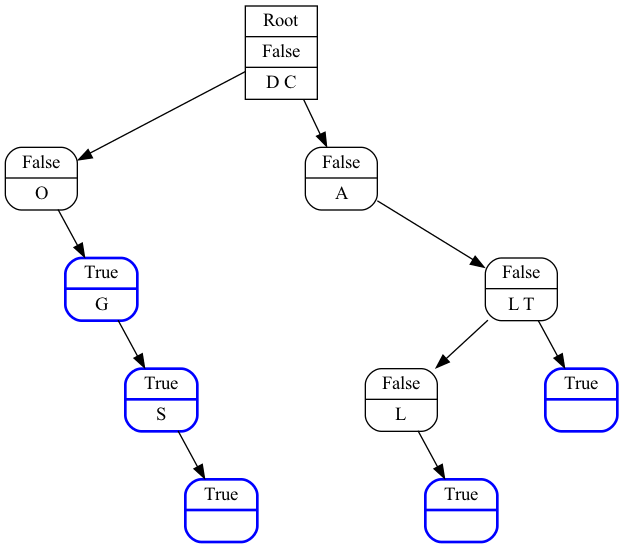 Root
False
D C
False
O
False
A
True
G
False
L T
True
S
False
L
True
True
True